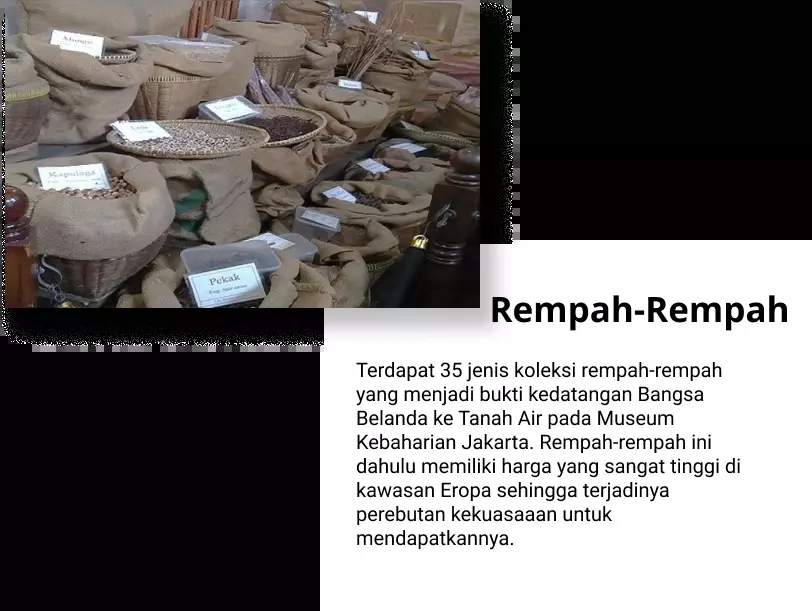 Kapulaga
Pekak
Rempah-Rempah
Terdapat 35 jenis koleksi rempah-rempah
yang menjadi bukti kedatangan Bangsa
Belanda ke Tanah Air pada Museum
Kebaharian Jakarta. Rempah-rempah ini
dahulu memiliki harga yang sangat tinggi di
kawasan Eropa sehingga terjadinya
perebutan kekuasaaan untuk
mendapatkannya.